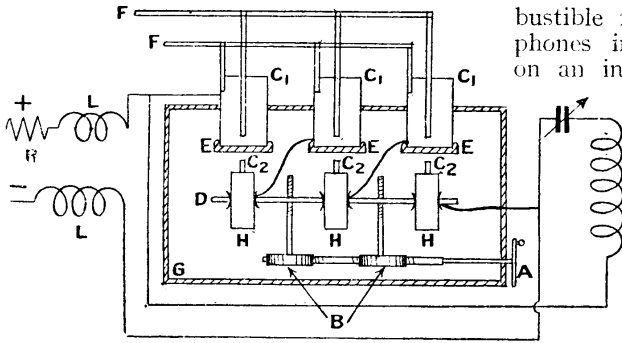 bustible
phones in
on an in
F
F
C1 C1 C1
+
L
R
E E E
C2 C2 C2
–
L
D
H H H
G
A
B